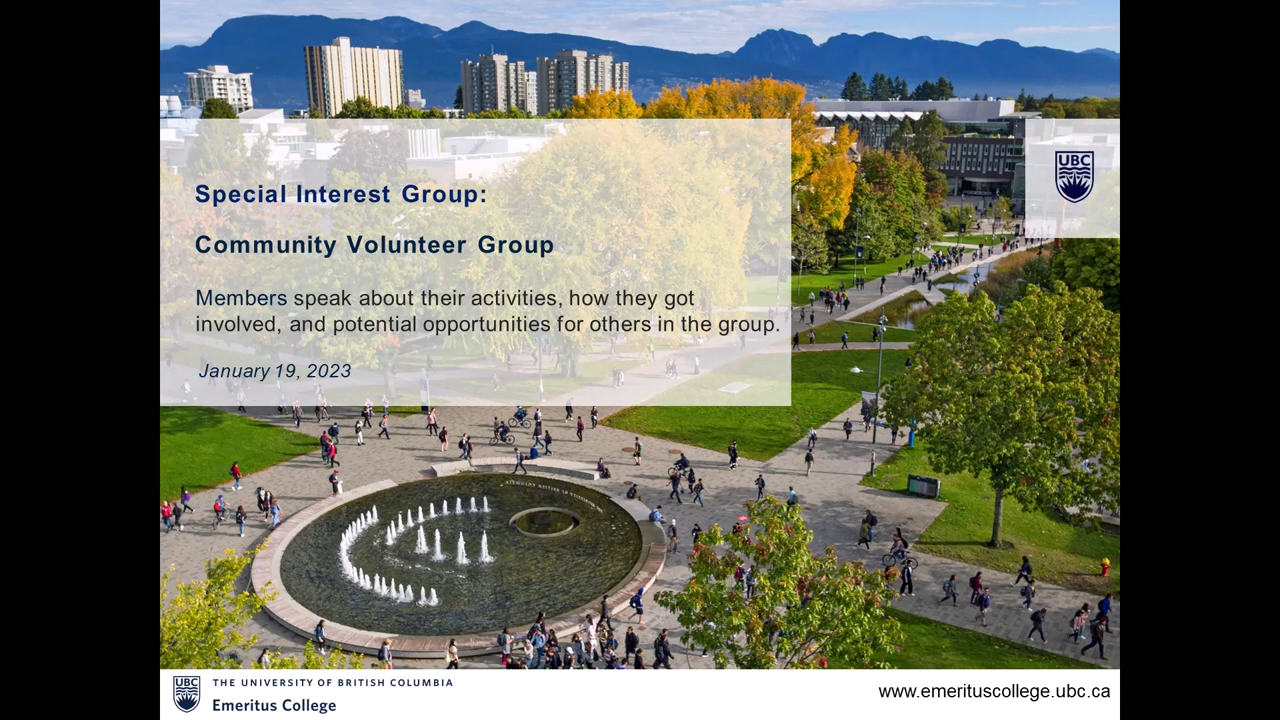 UBC
Special Interest Group:
Community Volunteer Group
Members speak about their activities, how they got
involved, and potential opportunities for others in the group.
January 19, 2023
UBC
THE UNIVERSITY OF BRITISH COLUMBIA
Emeritus College
www.emerituscollege.ubc.ca